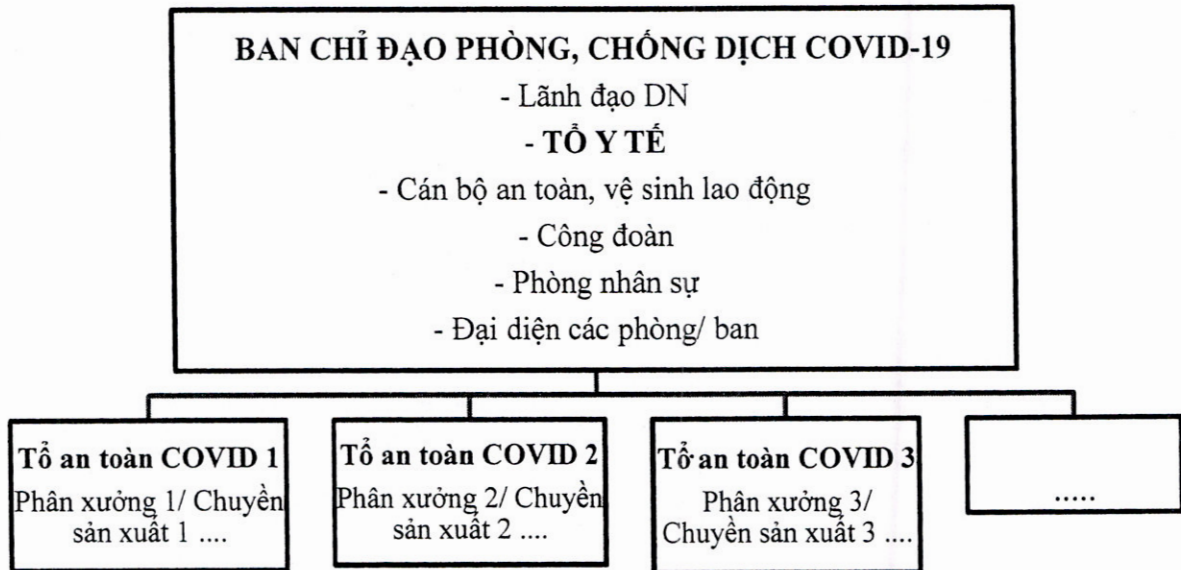 BAN CHỈ ĐẠO PHÒNG, CHỐNG DỊCH COVID-19
- Lãnh đạo DN
- TỔ Y TẾ
- Cán bộ an toàn, vệ sinh lao động
- Công đoàn
- Phòng nhân sự
- Đại diện các phòng/ ban
Tổ an toàn COVID 1
Phân xưởng 1/ Chuyền
sản xuất 1 ....
Tổ an toàn COVID 2
Phân xưởng 2/ Chuyền
sản xuất 2 ....
Tổ an toàn COVID 3
Phân xưởng 3/
Chuyền sản xuất 3 ....
.....